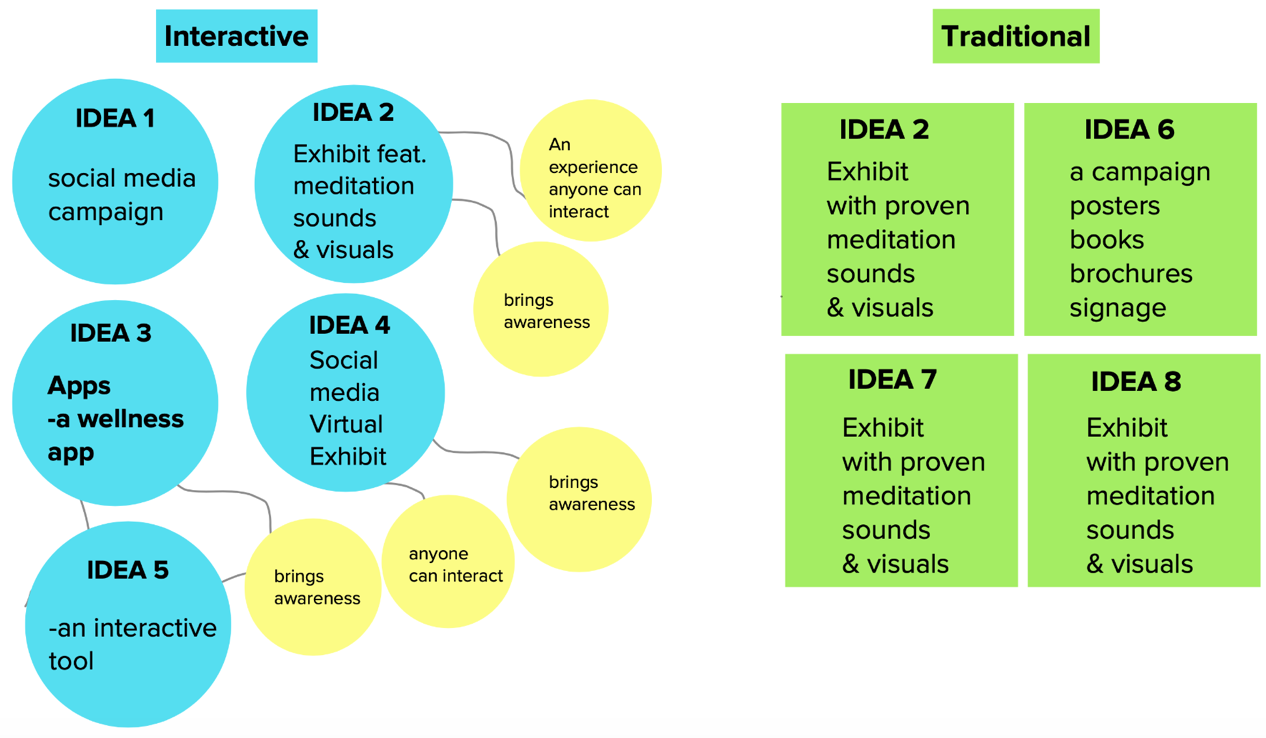 Interactive
IDEA 1
social media
campaign
IDEA 2
Exhibit feat.
meditation
sounds
& visuals
An
experience
anyone can
interact
brings
awareness
IDEA 3
Apps
-a wellness
app
IDEA 4
Social
media
Virtual
Exhibit
brings
awareness
anyone
can interact
brings
awareness
IDEA 5
-an interactive
tool
Traditional
IDEA 2
Exhibit
with proven
meditation
sounds
& visuals
IDEA 6
a campaign
posters
books
brochures
signage
IDEA 7
Exhibit
with proven
meditation
sounds
& visuals
IDEA 8
Exhibit
with proven
meditation
sounds
& visuals